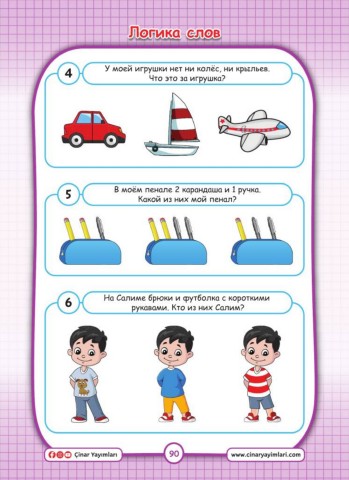 Логика слов
4
У моей игрушки нет ни колёс, ни крыльев.
Что это за игрушка?
5
В моём пенале 2 карандаша и 1 ручка.
Какой из них мой пенал?
6
На Салиме брюки и футболка с короткими
рукавами. Кто из них Салим?
Çınar Yayımları
90
www.cinaryayimlari.com